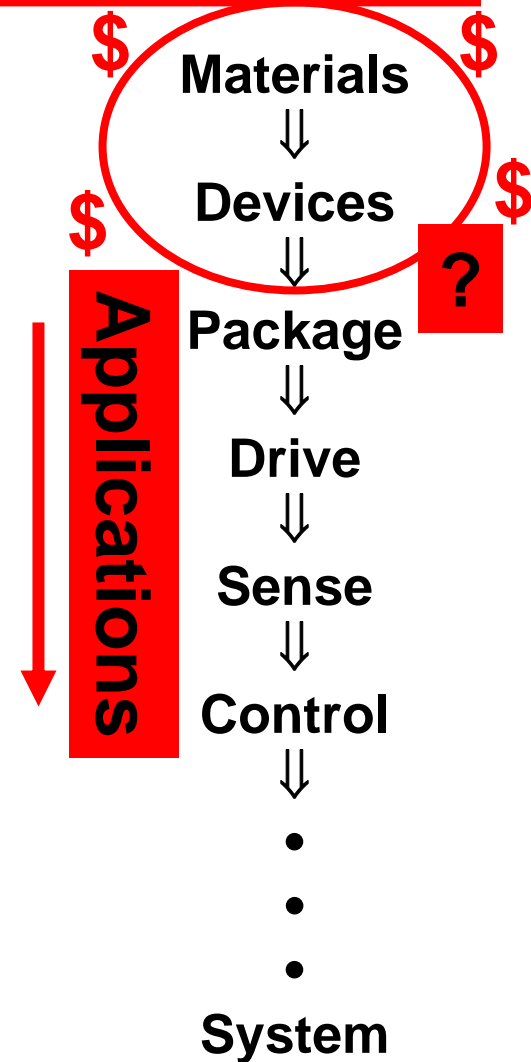 $ $
Materials
⇓
$ Devices $
⇓ ?
Applications
Package
⇓
Drive
⇓
Sense
⇓
Control
⇓
•
•
•
System